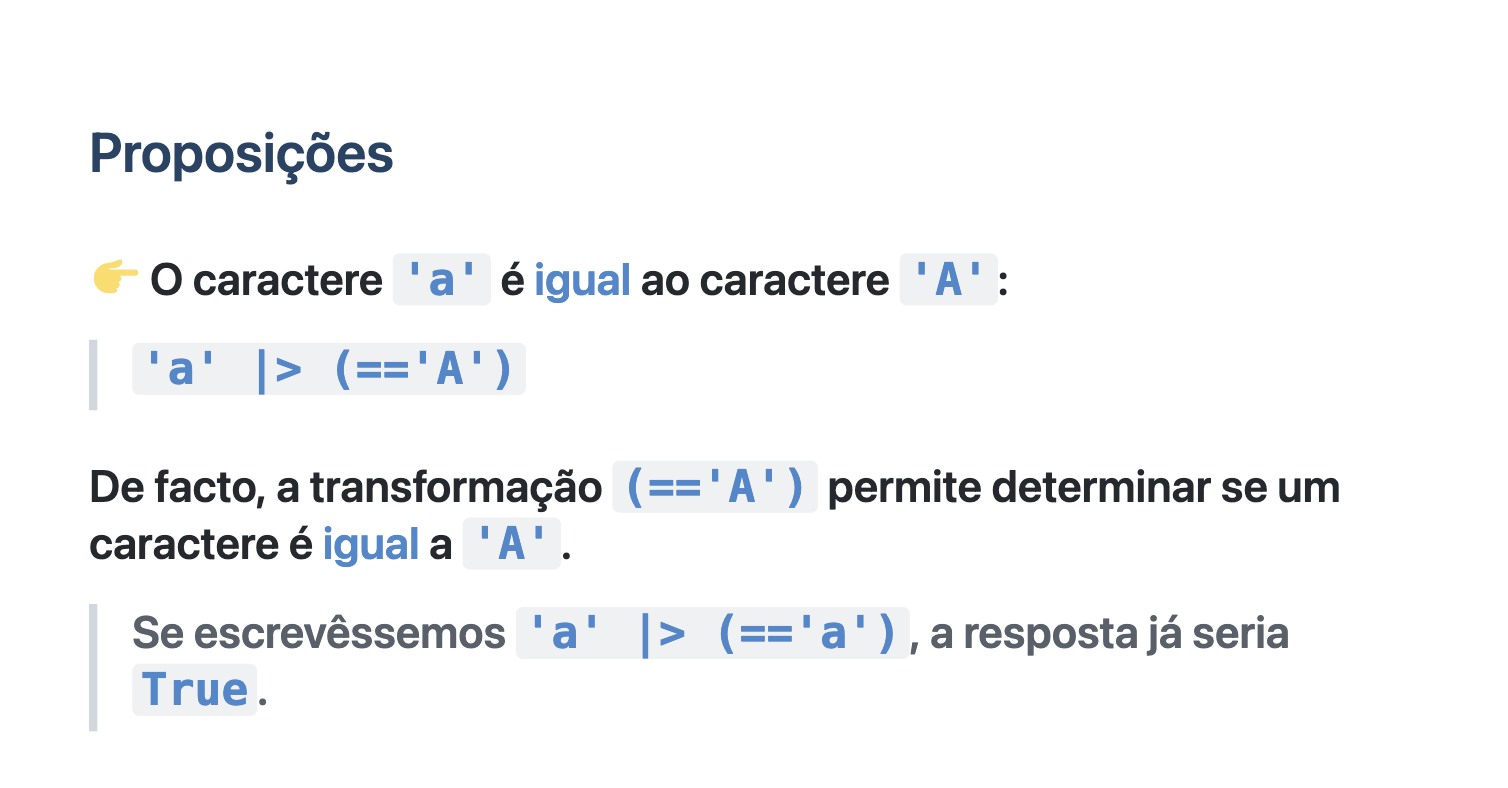 Proposições
👉 O caractere 'a' é igual ao caractere 'A':
'a' |> (=='A')
De facto, a transformação (=='A') permite determinar se um
caractere é igual a 'A'.
Se escrevêssemos 'a' |> (=='a'), a resposta já seria
True.